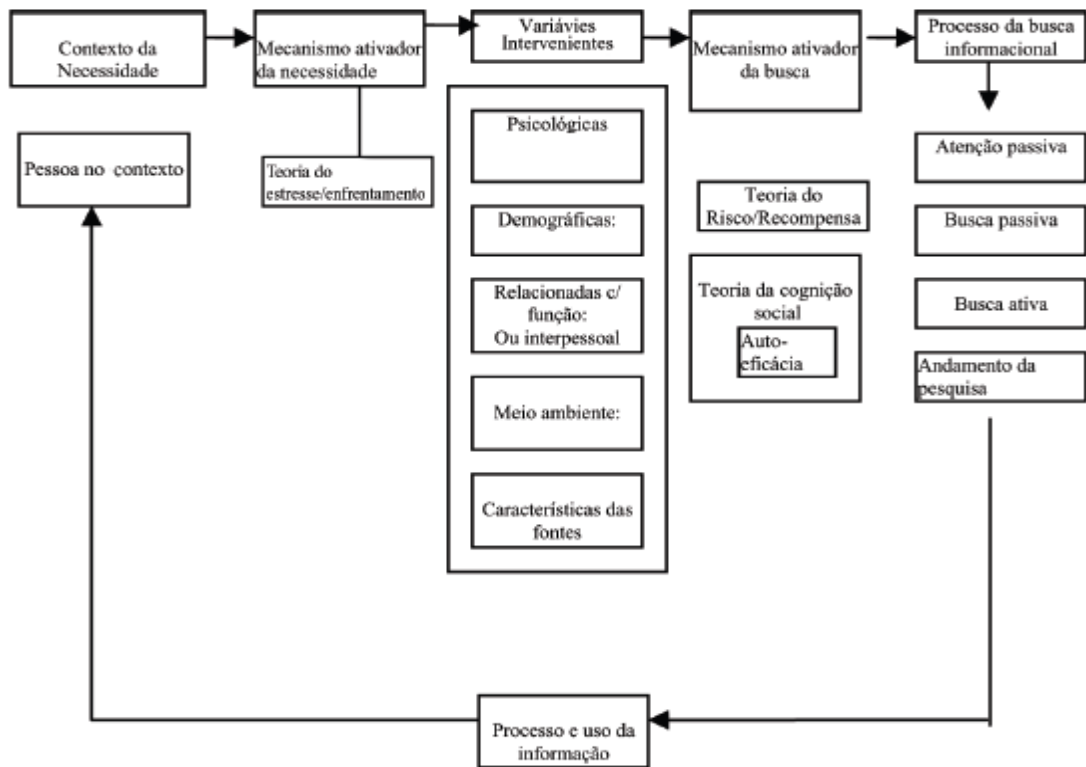 Contexto da
Necessidade
Mecanismo ativador
da necessidade
Variávies
Intervenientes
Mecanismo ativador
da busca
Processo da busca
informacional
Pessoa no contexto
Teoria do
estresse/enfrentamento
Psicológicas
Demográficas:
Relacionadas c/
função:
Ou interpessoal
Meio ambiente:
Características das
fontes
Teoria do
Risco/Recompensa
Teoria da cognição
social
Auto-
eficácia
Atenção passiva
Busca passiva
Busca ativa
Andamento da
pesquisa
Processo e uso da
informação